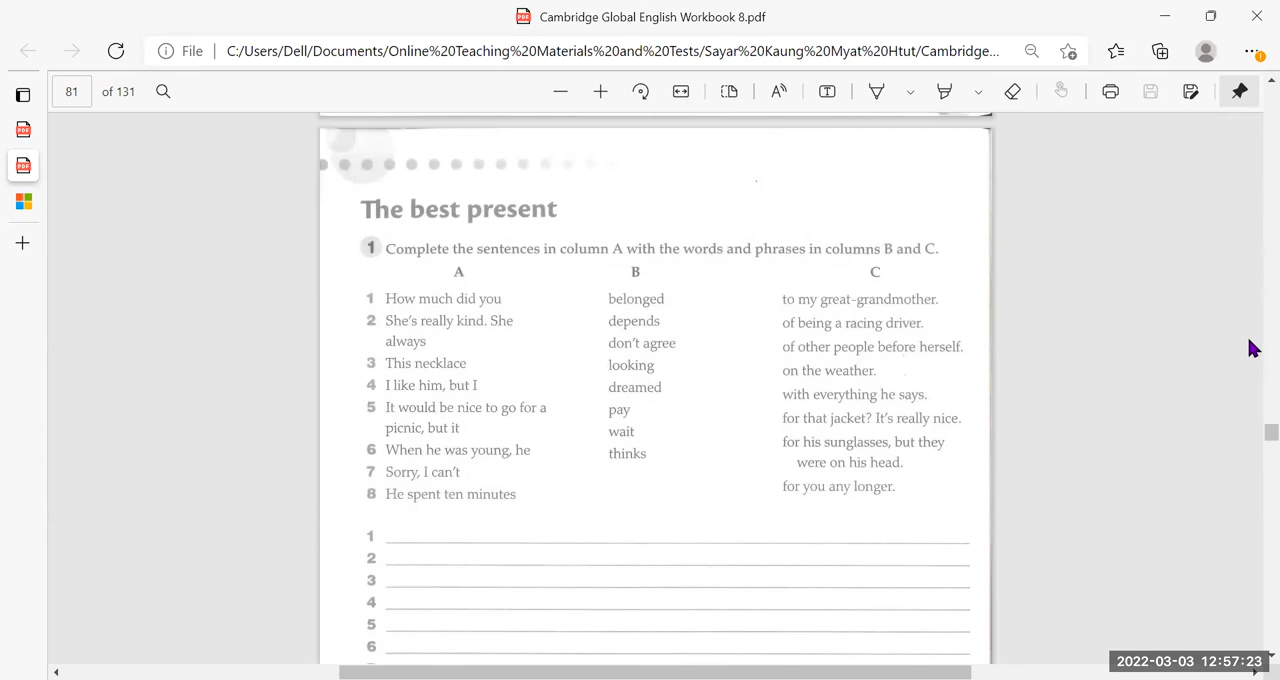 Cambridge Global English Workbook 8.pdf
File C:/Users/Dell/Documents/Online%20Teaching%20Materials%20and%20Tests/Sayar%20Kaung%20Myat%20Htut/Cambridge...
81 of 131
The best present
1 Complete the sentences in column A with the words and phrases in columns B and C.
A B C
1 How much did you
2 She's really kind. She
always
3 This necklace
4 I like him, but I
5 It would be nice to go for a
picnic, but it
6 When he was young, he
7 Sorry, I can't
8 He spent ten minutes
belonged
depends
don't agree
looking
dreamed
pay
wait
thinks
to my great-grandmother.
of being a racing driver.
of other people before herself.
on the weather.
with everything he says.
for that jacket? It's really nice.
for his sunglasses, but they
were on his head.
for you any longer.
1
2
3
4
5
6
2022-03-03 12:57:23